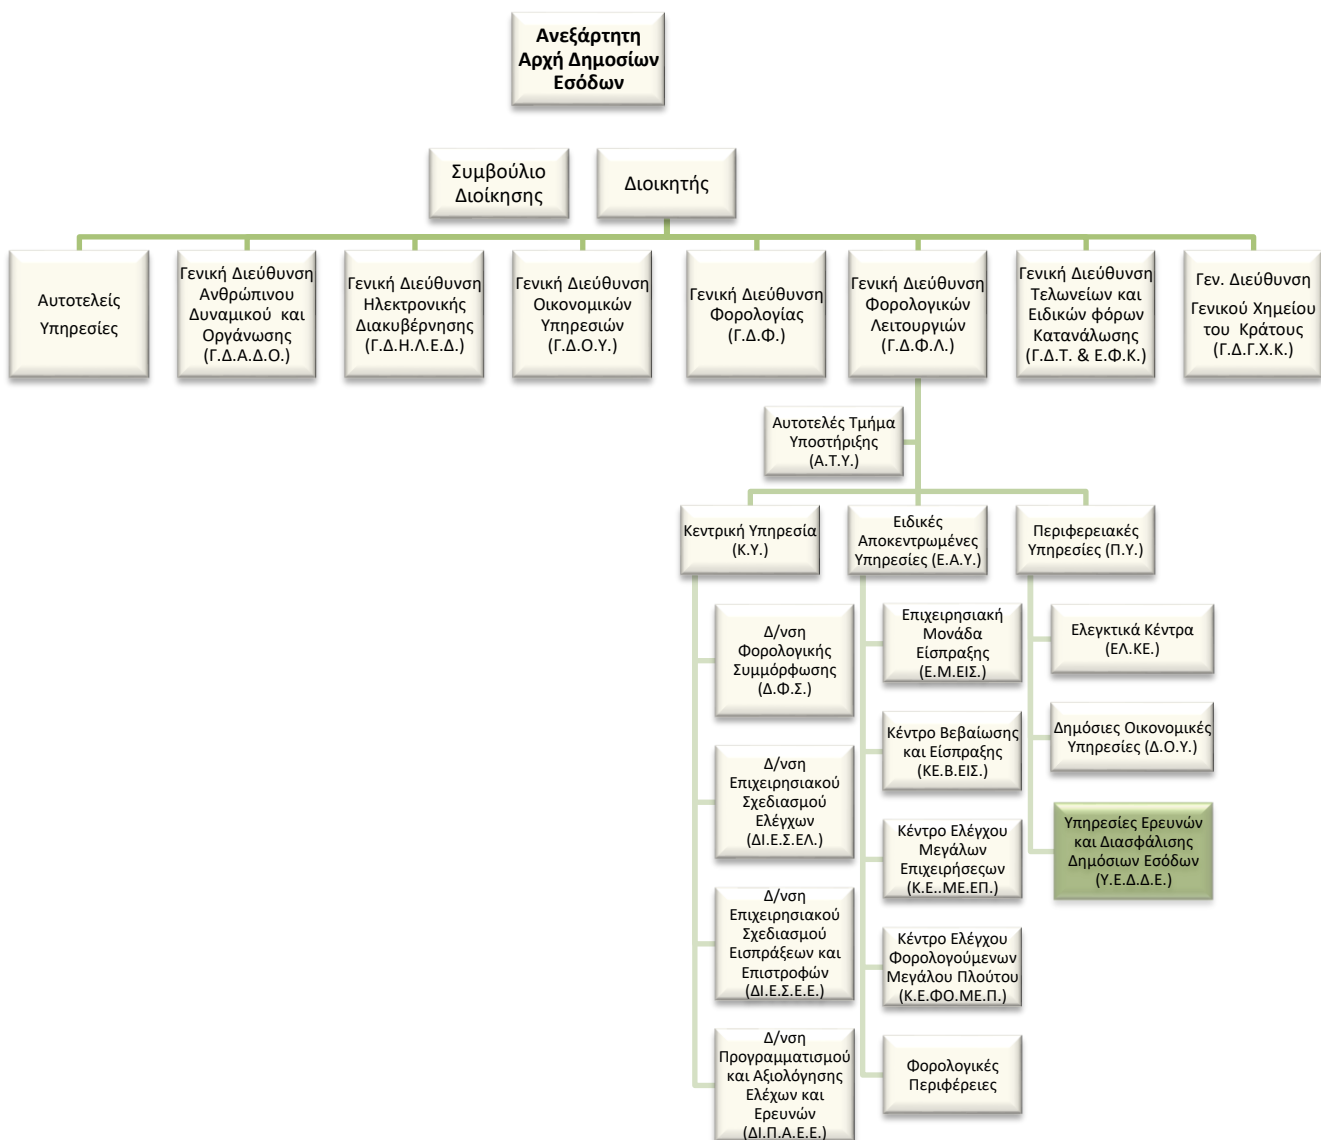 Ανεξάρτητη
Αρχή Δημοσίων
Εσόδων
Συμβούλιο
Διοίκησης
Διοικητής
Αυτοτελείς
Υπηρεσίες
Γενική Διεύθυνση
Ανθρώπινου
Δυναμικού και
Οργάνωσης
(Γ.Δ.Α.Δ.Ο.)
Γενική Διεύθυνση
Ηλεκτρονικής
Διακυβέρνησης
(Γ.Δ.Η.Λ.Ε.Δ.)
Γενική Διεύθυνση
Οικονομικών
Υπηρεσιών
(Γ.Δ.Ο.Υ.)
Γενική Διεύθυνση
Φορολογίας
(Γ.Δ.Φ.)
Γενική Διεύθυνση
Φορολογικών
Λειτουργιών
(Γ.Δ.Φ.Λ.)
Γενική Διεύθυνση
Τελωνείων και
Ειδικών φόρων
Κατανάλωσης
(Γ.Δ.Τ. & Ε.Φ.Κ.)
Γεν. Διεύθυνση
Γενικού Χημείου
του Κράτους
(Γ.Δ.Γ.Χ.Κ.)
Αυτοτελές Τμήμα
Υποστήριξης
(Α.Τ.Υ.)
Κεντρική Υπηρεσία
(Κ.Υ.)
Ειδικές
Αποκεντρωμένες
Υπηρεσίες (Ε.Α.Υ.)
Περιφερειακές
Υπηρεσίες (Π.Υ.)
Δ/νση
Φορολογικής
Συμμόρφωσης
(Δ.Φ.Σ.)
Δ/νση
Επιχειρησιακού
Σχεδιασμού
Ελέγχων
(ΔΙ.Ε.Σ.ΕΛ.)
Δ/νση
Επιχειρησιακού
Σχεδιασμού
Εισπράξεων και
Επιστροφών
(ΔΙ.Ε.Σ.Ε.Ε.)
Δ/νση
Προγραμματισμού
και Αξιολόγησης
Ελέχων και
Ερευνών
(ΔΙ.Π.Α.Ε.Ε.)
Επιχειρησιακή
Μονάδα
Είσπραξης
(Ε.Μ.ΕΙΣ.)
Κέντρο Βεβαίωσης
και Είσπραξης
(ΚΕ.Β.ΕΙΣ.)
Κέντρο Ελέγχου
Μεγάλων
Επιχειρήσεςων
(Κ.Ε..ΜΕ.ΕΠ.)
Κέντρο Ελέγχου
Φορολογούμενων
Μεγάλου Πλούτου
(Κ.Ε.ΦΟ.ΜΕ.Π.)
Φορολογικές
Περιφέρειες
Ελεγκτικά Κέντρα
(ΕΛ.ΚΕ.)
Δημόσιες Οικονομικές
Υπηρεσίες (Δ.Ο.Υ.)
Υπηρεσίες Ερευνών
και Διασφάλισης
Δημόσιων Εσόδων
(Υ.Ε.Δ.Δ.Ε.)